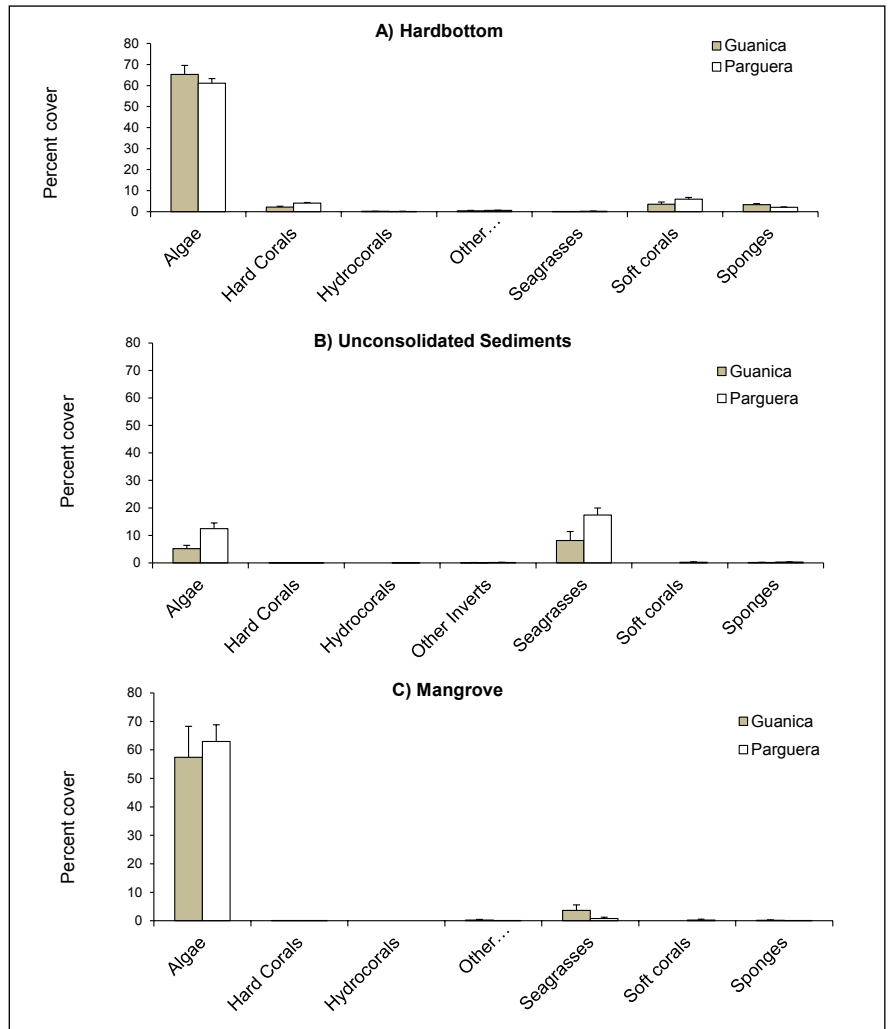 A) Hardbottom
Guanica
Parguera
Percent cover
80
70
60
50
40
30
20
10
0
Algae
Hard Corals
Hydrocorals
Other…
Seagrasses
Soft corals
Sponges
B) Unconsolidated Sediments
Guanica
Parguera
Percent cover
80
70
60
50
40
30
20
10
0
Algae
Hard Corals
Hydrocorals
Other Inverts
Seagrasses
Soft corals
Sponges
C) Mangrove
Guanica
Parguera
Percent cover
80
70
60
50
40
30
20
10
0
Algae
Hard Corals
Hydrocorals
Other…
Seagrasses
Soft corals
Sponges